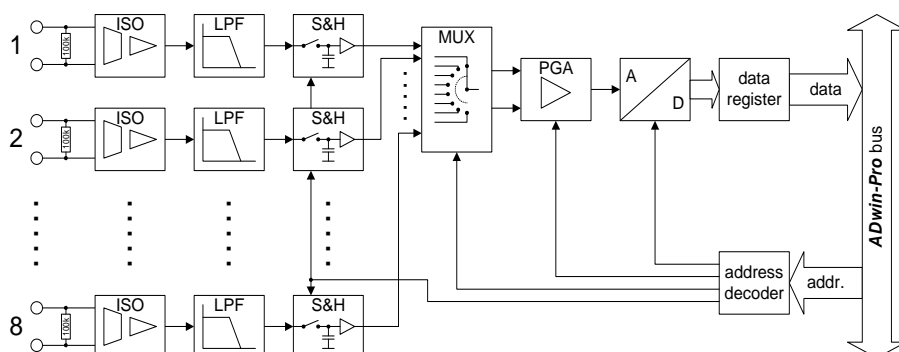 1
100k
ISO
LPF
S&H
MUX
PGA
A
D
data
register
data
2
100k
ISO
LPF
S&H
ADwin-Pro bus
address
decoder
addr.
8
100k
ISO
LPF
S&H